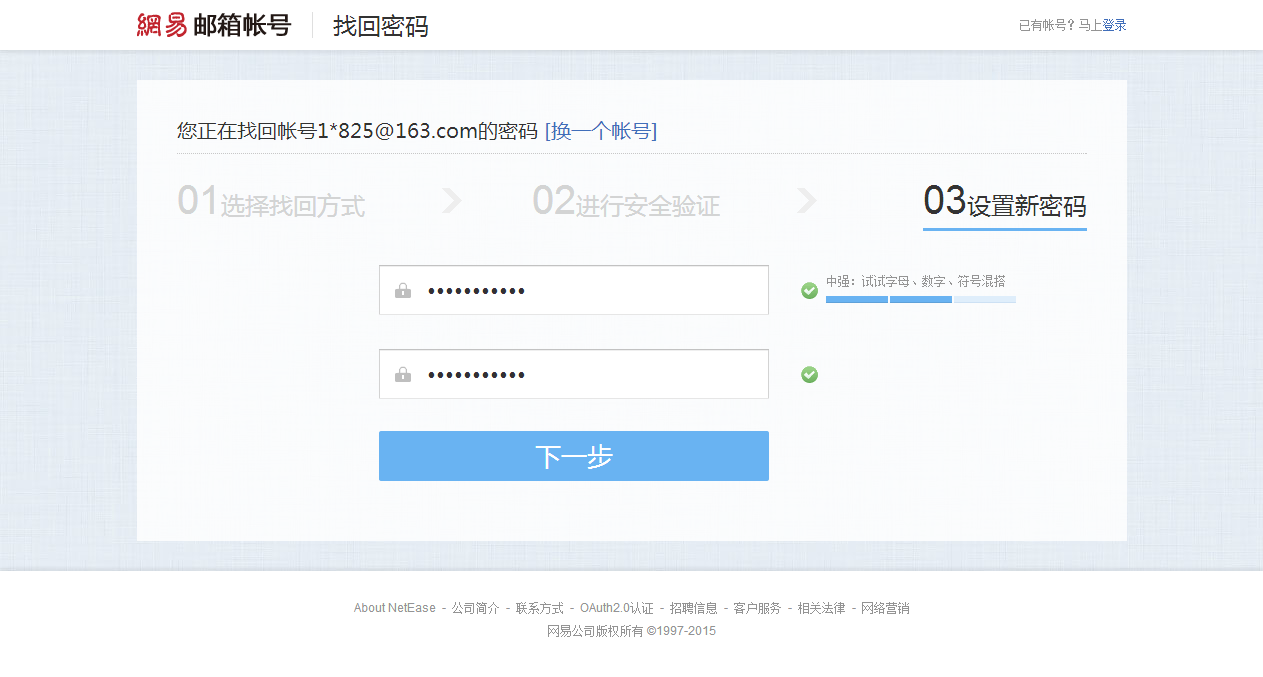 網易 邮箱帐号 找回密码 已有帐号? 马上登录
您正在找回帐号1*825@163.com的密码 [换一个帐号]
01选择找回方式 02进行安全验证 03设置新密码
中强：试试字母、数字、符号混搭
下一步
About NetEase - 公司简介 - 联系方式 - OAuth2.0认证 - 招聘信息 - 客户服务 - 相关法律 - 网络营销
网易公司版权所有 ©1997-2015